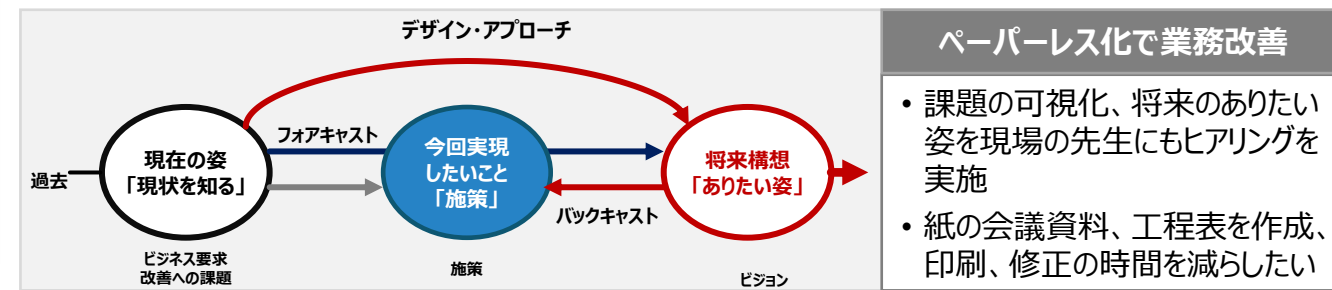 デザイン・アプローチ
過去
現在の姿
「現状を知る」
フォアキャスト
今回実現
したいこと
「施策」
バックキャスト
将来構想
「ありたい姿」
ビジネス要求
改善への課題
施策
ビジョン
ペーパーレス化で業務改善
• 課題の可視化、将来のありたい
姿を現場の先生にもヒアリングを
実施
• 紙の会議資料、工程表を作成、
印刷、修正の時間を減らしたい